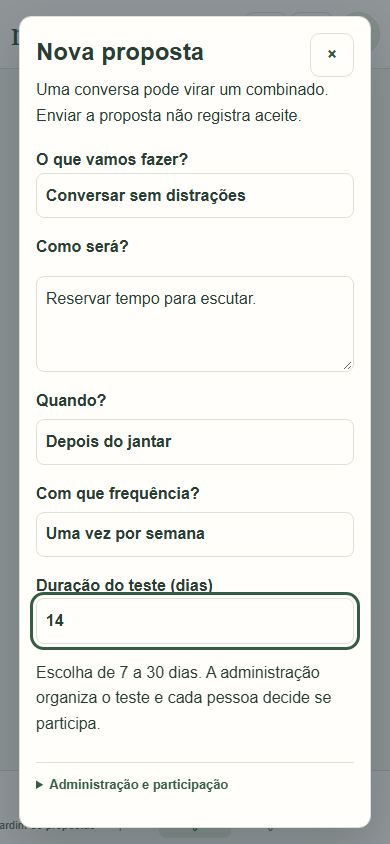 Nova proposta
×
Uma conversa pode virar um combinado.
Enviar a proposta não registra aceite.
O que vamos fazer?
Conversar sem distrações
Como será?
Reservar tempo para escutar.
Quando?
Depois do jantar
Com que frequência?
Uma vez por semana
Duração do teste (dias)
14
Escolha de 7 a 30 dias. A administração
organiza o teste e cada pessoa decide se
participa.
▶ Administração e participação